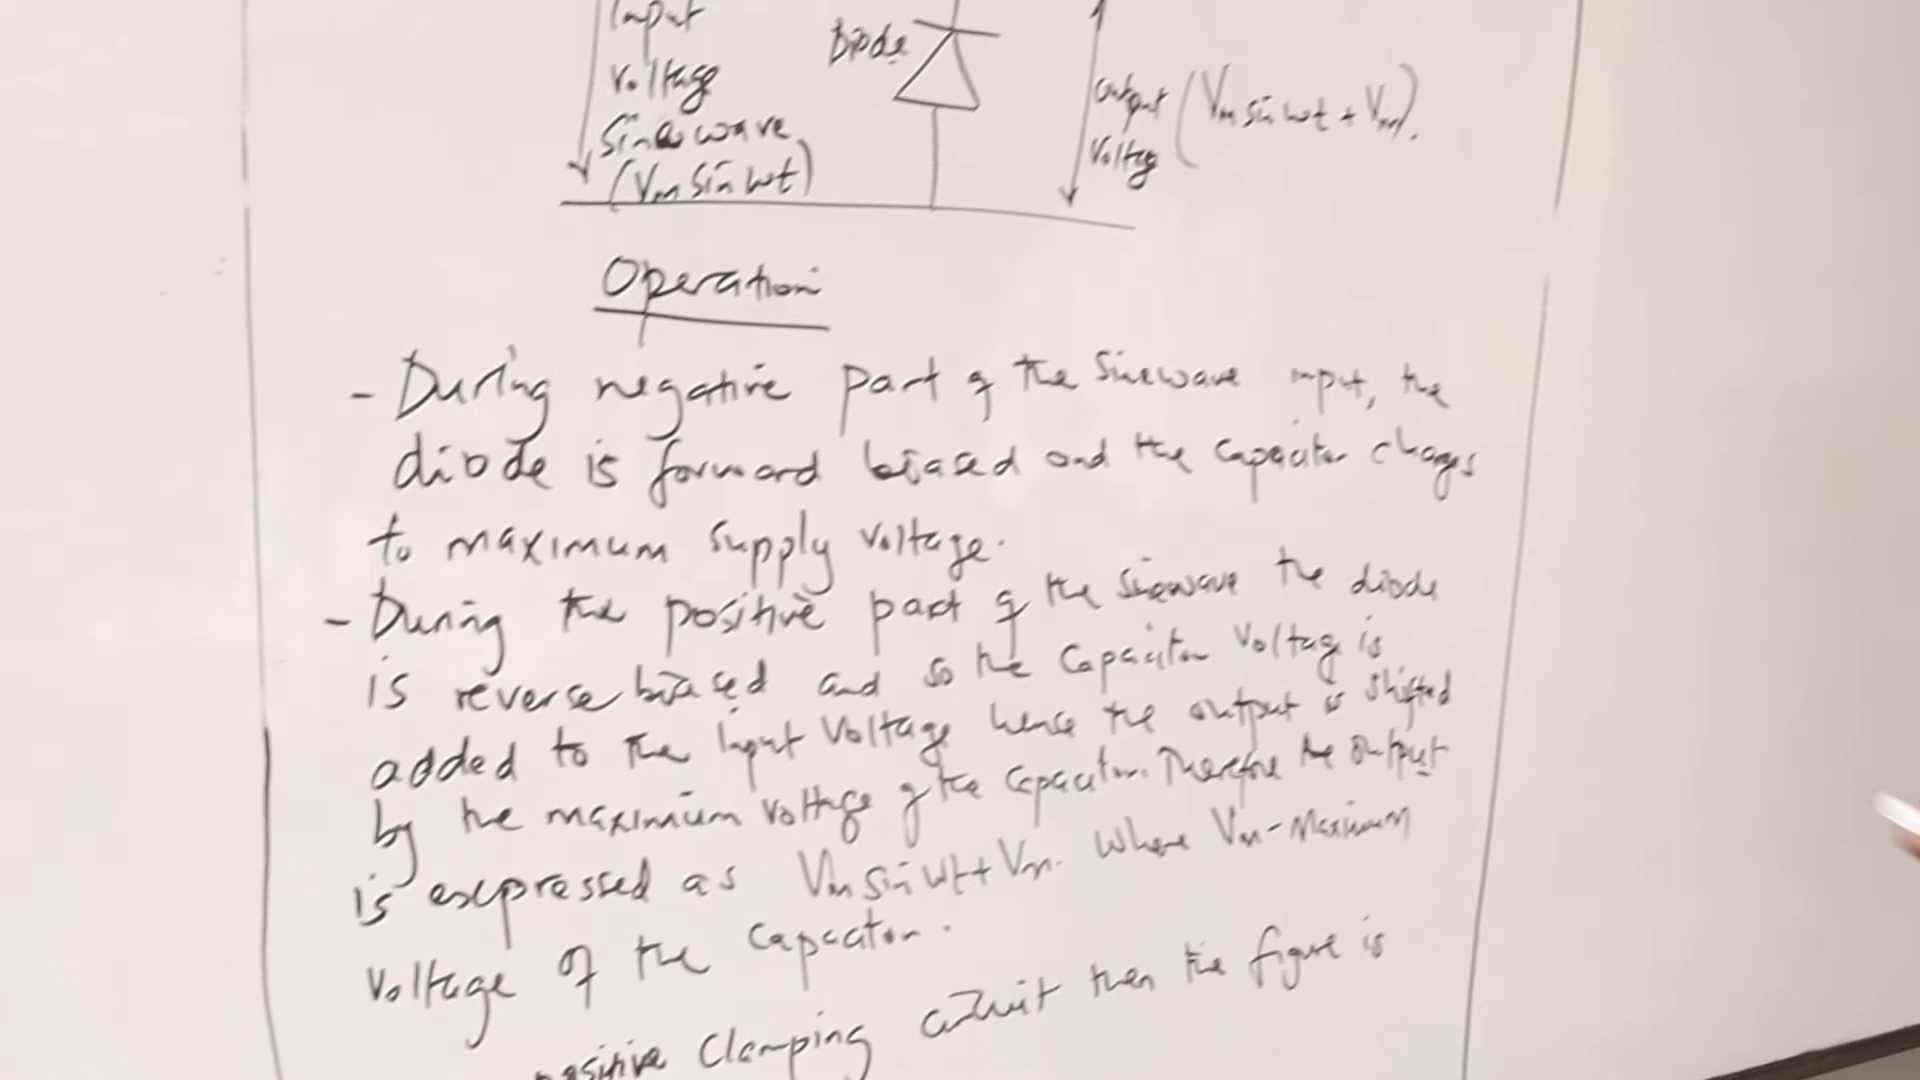 Input
Voltage
Sine wave
(Vm Sin wt)
Diode
output
Voltage
(Vm Sin wt + Vm).
Operation
- During negative part of the Sinewave input, the
diode is forward biased and the Capacitor charges
to maximum supply voltage.
- During the positive part of the sinewave the diode
is reverse biased and so the Capacitor Voltage is
added to the Input Voltage hence the output is shifted
by the maximum voltage of the capacitor. Therefore the output
is expressed as Vm Sin wt + Vm. Where Vm - Maximum
Voltage of the Capacitor.
positive Clamping circuit then the figure is